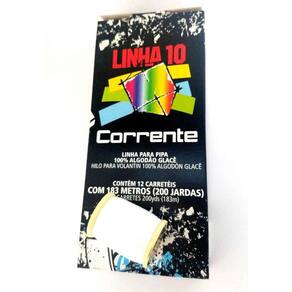 LINHA 10
Corrente
LINHA PARA PIPA
100% ALGODÃO GLACÊ
HILO PARA VOLANTIN 100% ALGODON GLACÊ
CONTÉM 12 CARRETÉIS
COM 183 METROS (200 JARDAS)
CARRETES 200yds (183m)